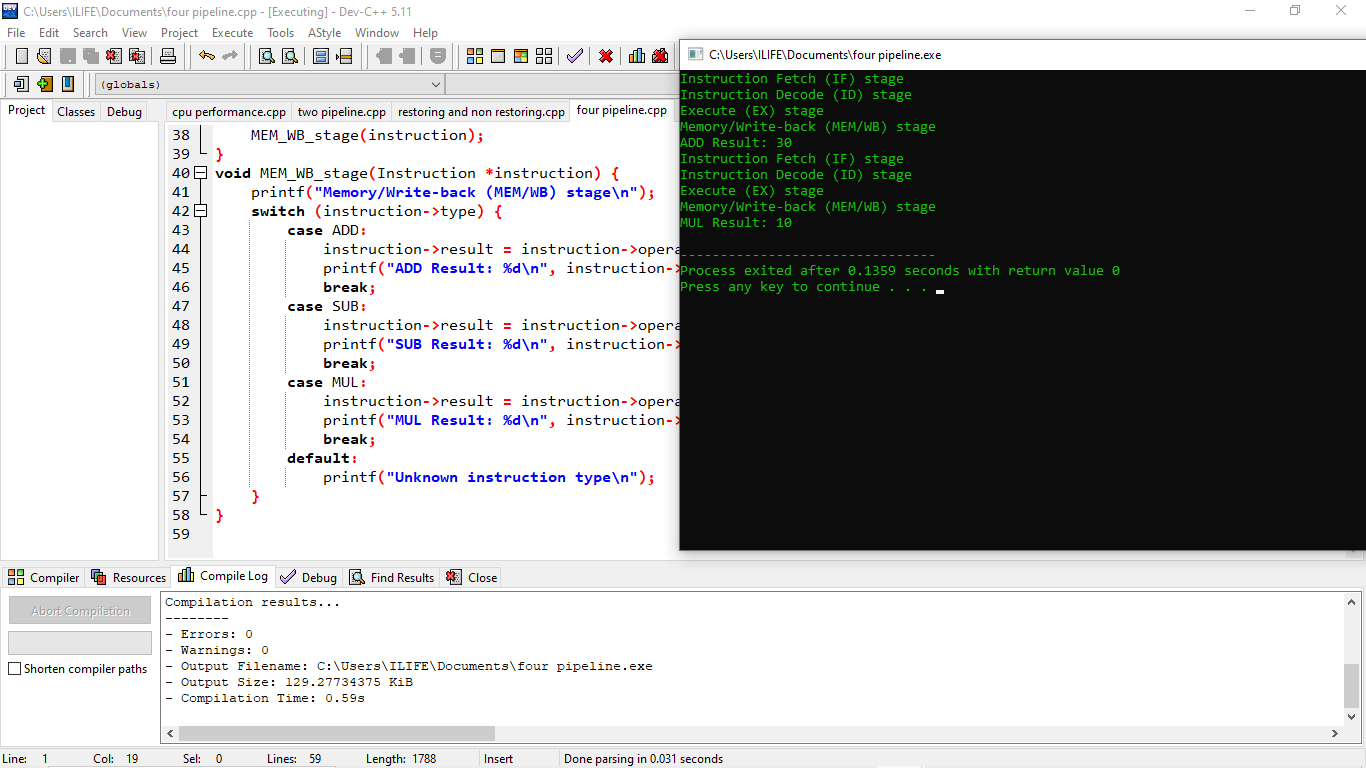 C:\Users\ILIFE\Documents\four pipeline.cpp - [Executing] - Dev-C++ 5.11
File Edit Search View Project Execute Tools AStyle Window Help
(globals)
Project Classes Debug
cpu performance.cpp two pipeline.cpp restoring and non restoring.cpp four pipeline.cpp
38 MEM_WB_stage(instruction);
39 }
40 void MEM_WB_stage(Instruction *instruction) {
41 printf("Memory/Write-back (MEM/WB) stage\n");
42 switch (instruction->type) {
43 case ADD:
44 instruction->result = instruction->opera
45 printf("ADD Result: %d\n", instruction->
46 break;
47 case SUB:
48 instruction->result = instruction->opera
49 printf("SUB Result: %d\n", instruction->
50 break;
51 case MUL:
52 instruction->result = instruction->opera
53 printf("MUL Result: %d\n", instruction->
54 break;
55 default:
56 printf("Unknown instruction type\n");
57 }
58 }
59
C:\Users\ILIFE\Documents\four pipeline.exe
Instruction Fetch (IF) stage
Instruction Decode (ID) stage
Execute (EX) stage
Memory/Write-back (MEM/WB) stage
ADD Result: 30
Instruction Fetch (IF) stage
Instruction Decode (ID) stage
Execute (EX) stage
Memory/Write-back (MEM/WB) stage
MUL Result: 10
--------------------------------
Process exited after 0.1359 seconds with return value 0
Press any key to continue . . .
Compiler Resources Compile Log Debug Find Results Close
Abort Compilation
Shorten compiler paths
Compilation results...
--------
- Errors: 0
- Warnings: 0
- Output Filename: C:\Users\ILIFE\Documents\four pipeline.exe
- Output Size: 129.27734375 KiB
- Compilation Time: 0.59s
Line: 1 Col: 19 Sel: 0 Lines: 59 Length: 1788 Insert Done parsing in 0.031 seconds